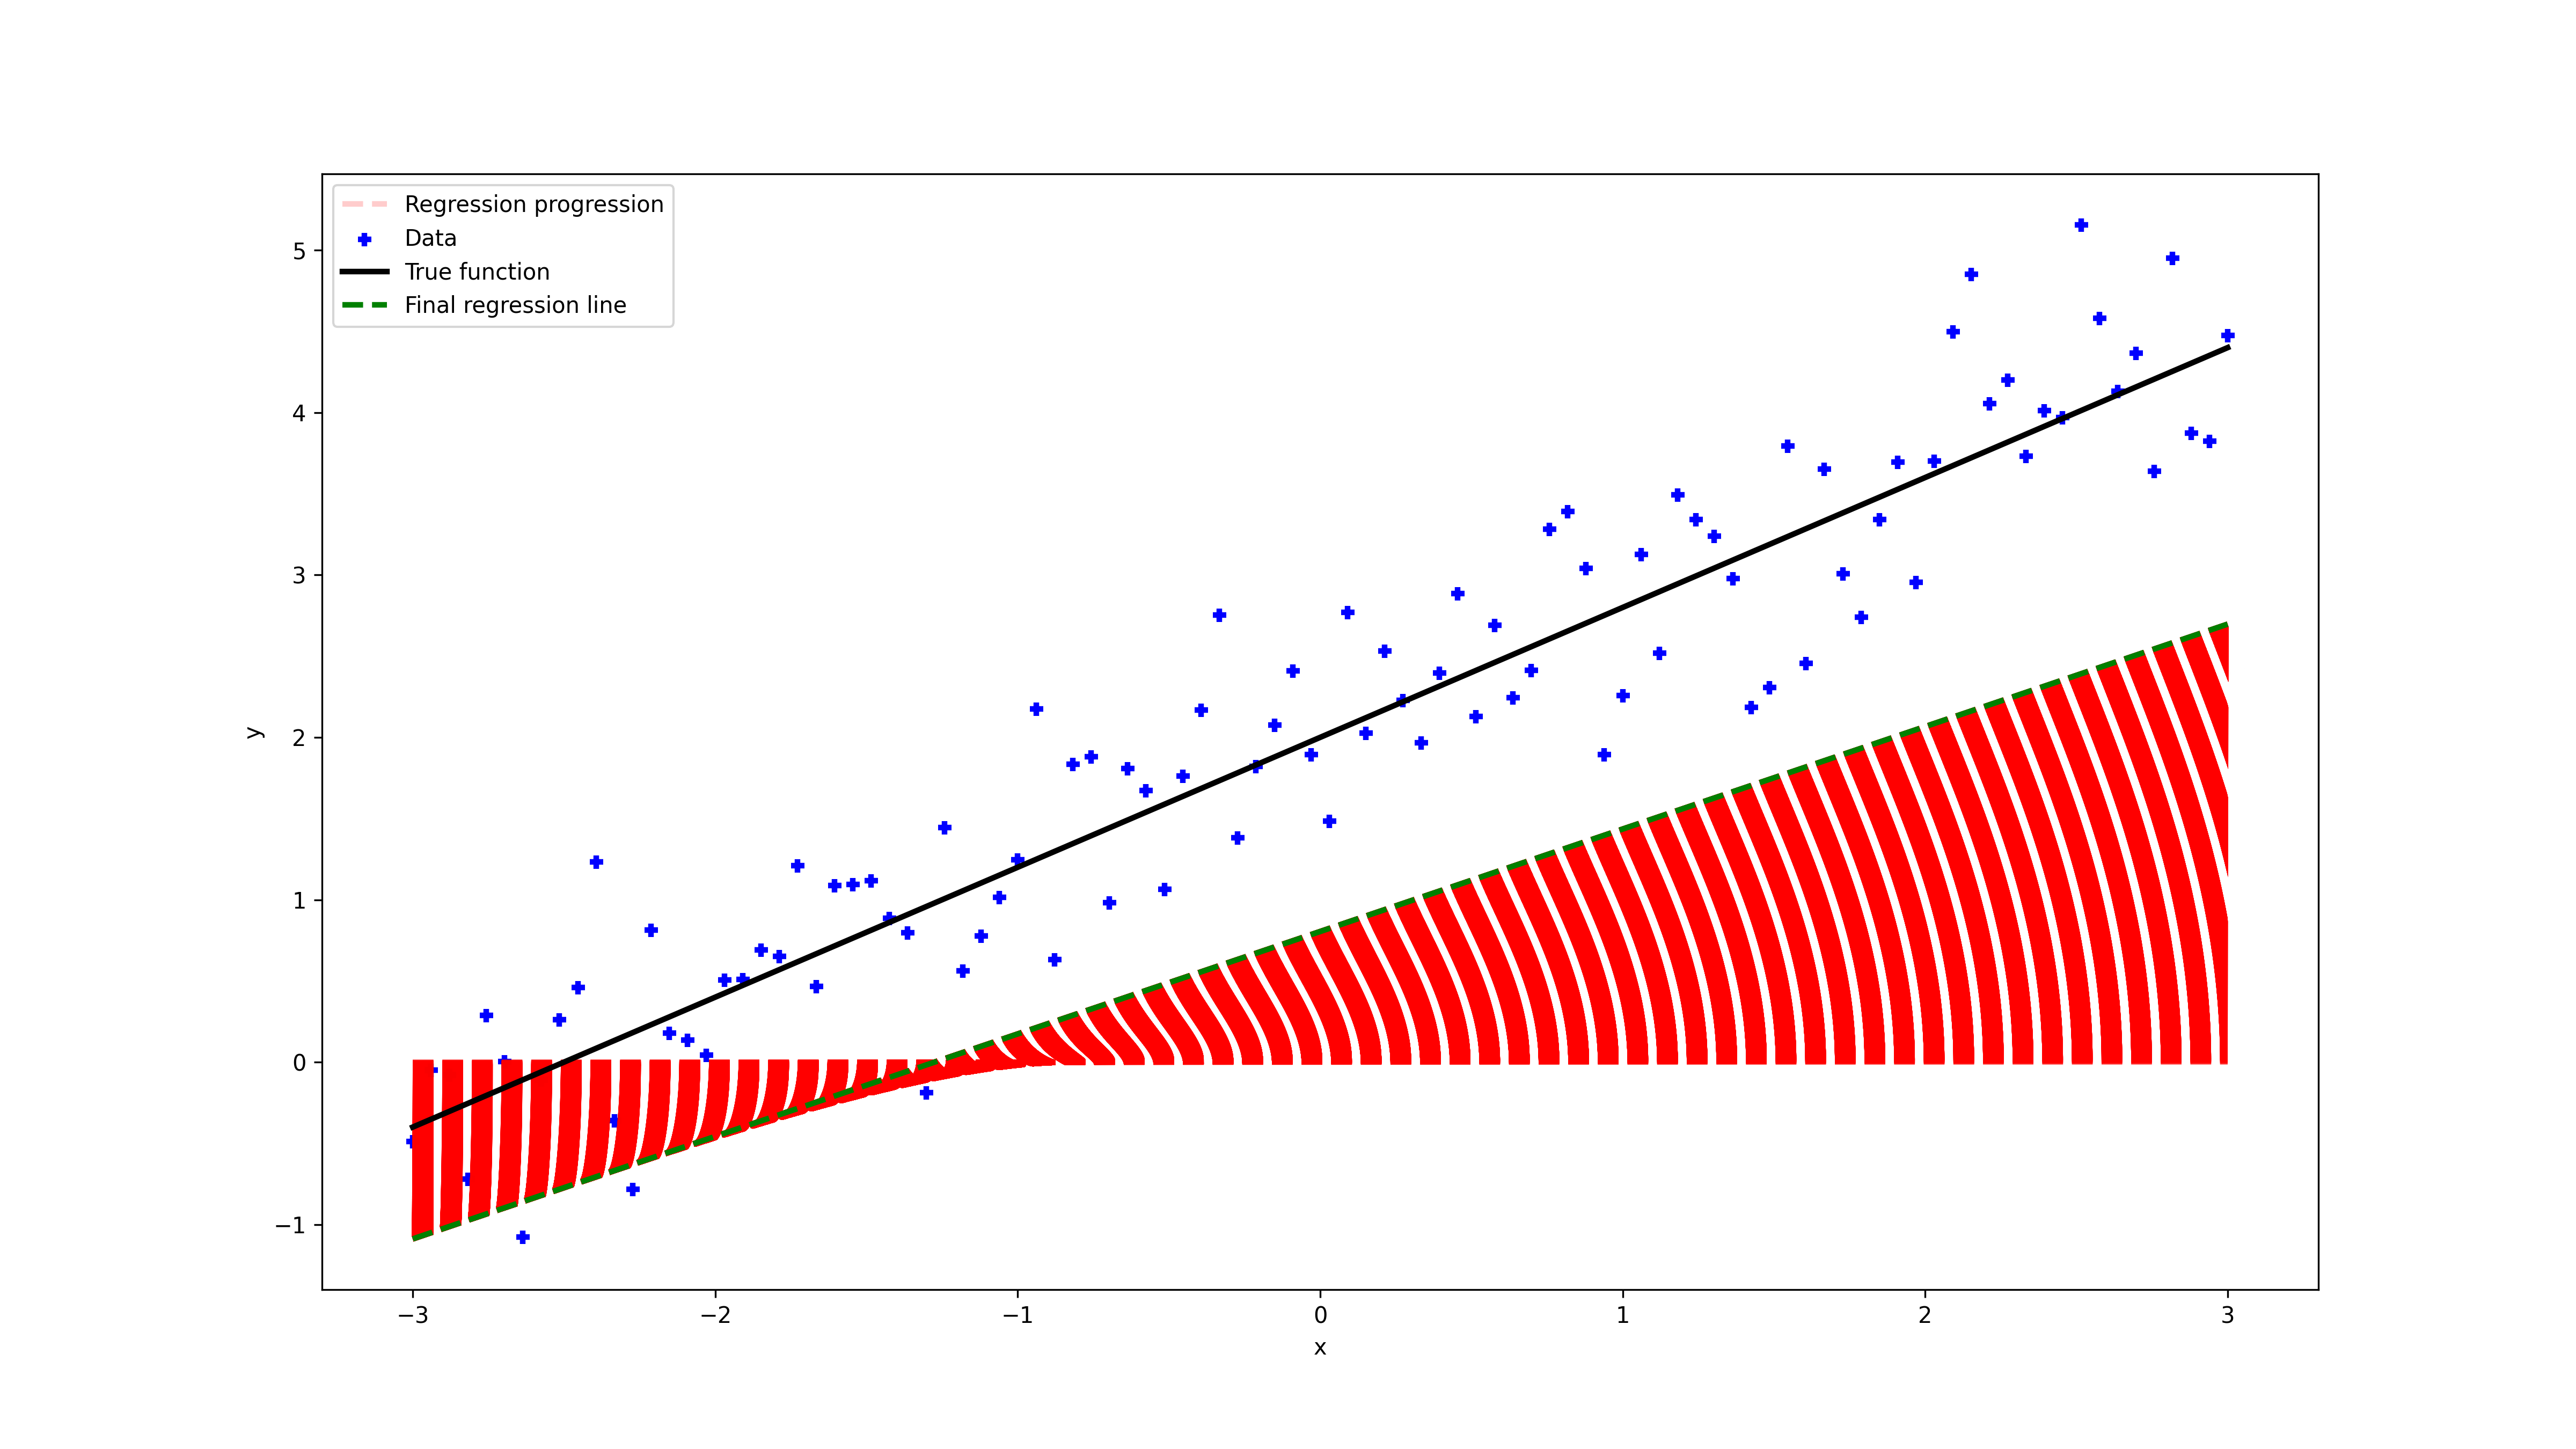 Regression progression
Data
True function
Final regression line
5
4
3
2
1
0
−1
y
−3
−2
−1
0
1
2
3
x